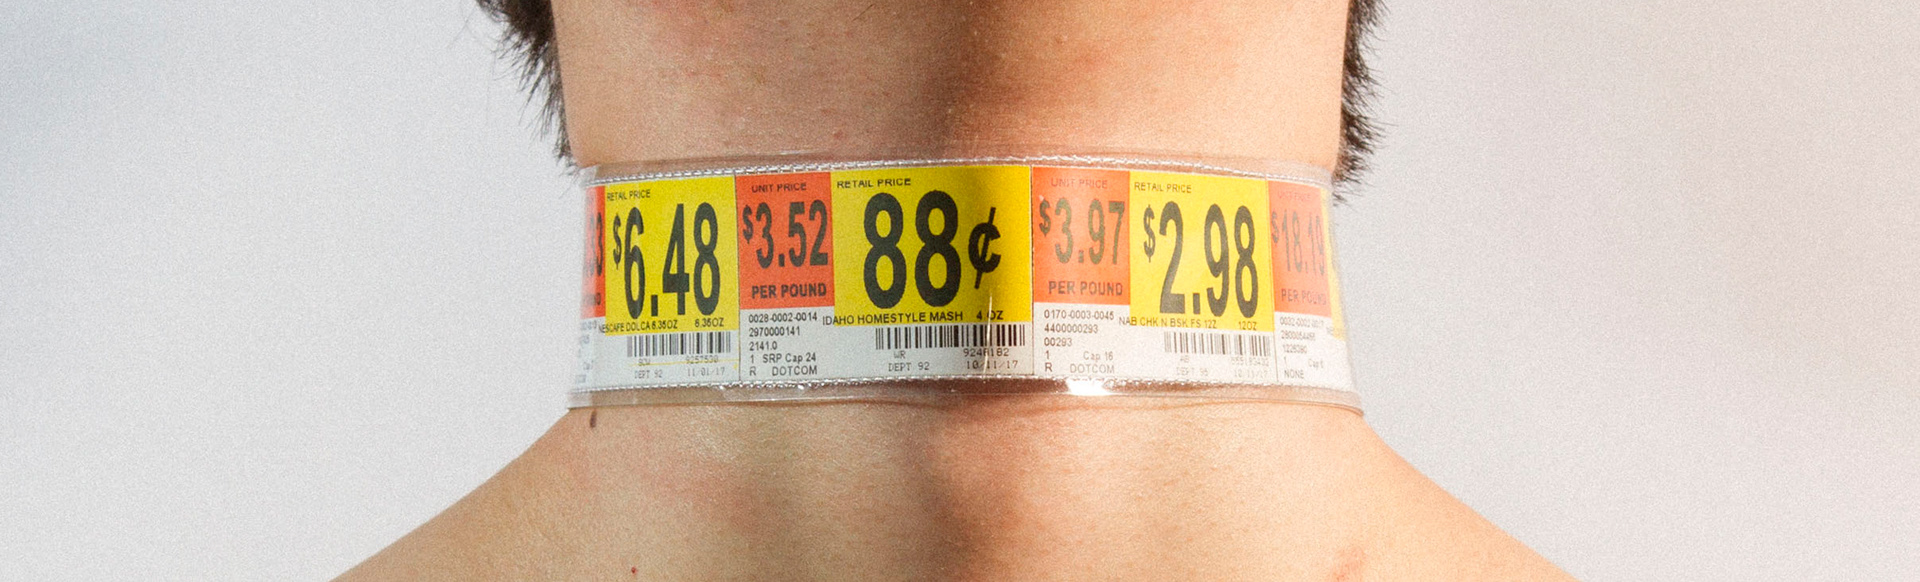 RETAIL PRICE
$6.48
NESCAFE DOLCA 6.35OZ 6.35OZ
DEPT 92 11/01/17
UNIT PRICE
$3.52
PER POUND
0028-0002-0014
2970000141
2141.0
1 SRP Cap 24
R DOTCOM
RETAIL PRICE
88¢
IDAHO HOMESTYLE MASH 4 OZ
WR 9246182
DEPT 92 10/11/17
UNIT PRICE
$3.97
PER POUND
0170-0003-0045
4400000293
00293
1 Cap 16
R DOTCOM
RETAIL PRICE
$2.98
NAB CHK N BSK FS 12Z 12OZ
DEPT 95
$18.19
PER POUND
1
NONE